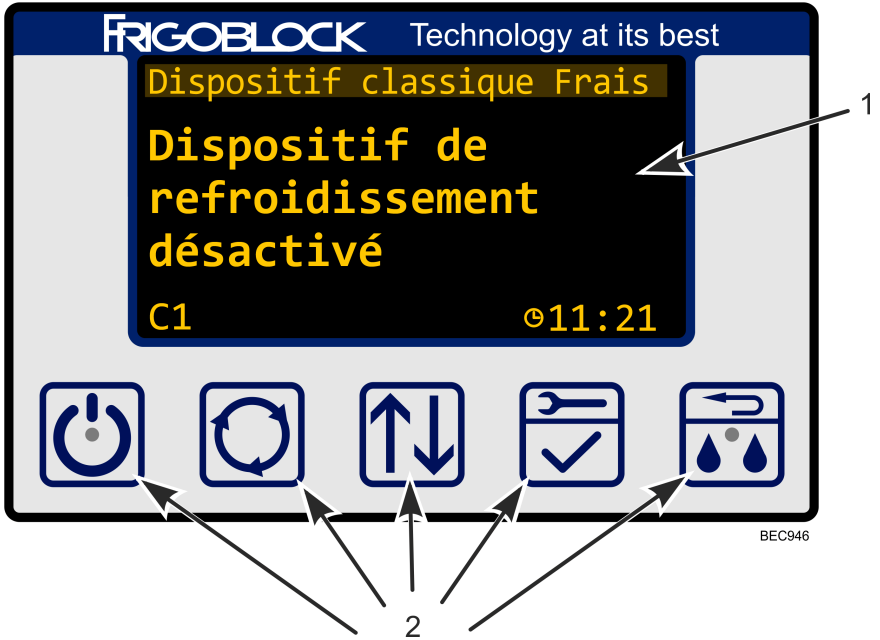 FRIGOBLOCK Technology at its best
Dispositif classique Frais
Dispositif de
refroidissement
désactivé
C1 11:21
1
BEC946
2